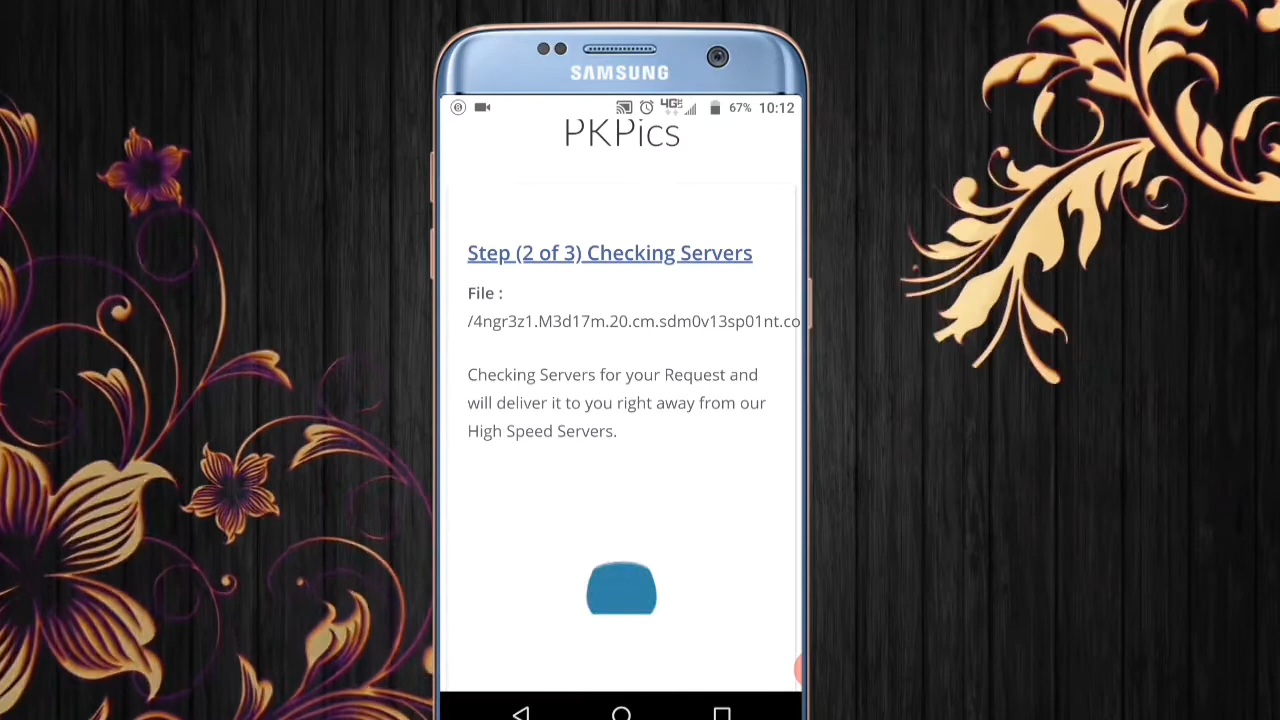 SAMSUNG
4G 67% 10:12
PKPics
Step (2 of 3) Checking Servers
File :
/4ngr3z1.M3d17m.20.cm.sdm0v13sp01nt.co
Checking Servers for your Request and
will deliver it to you right away from our
High Speed Servers.